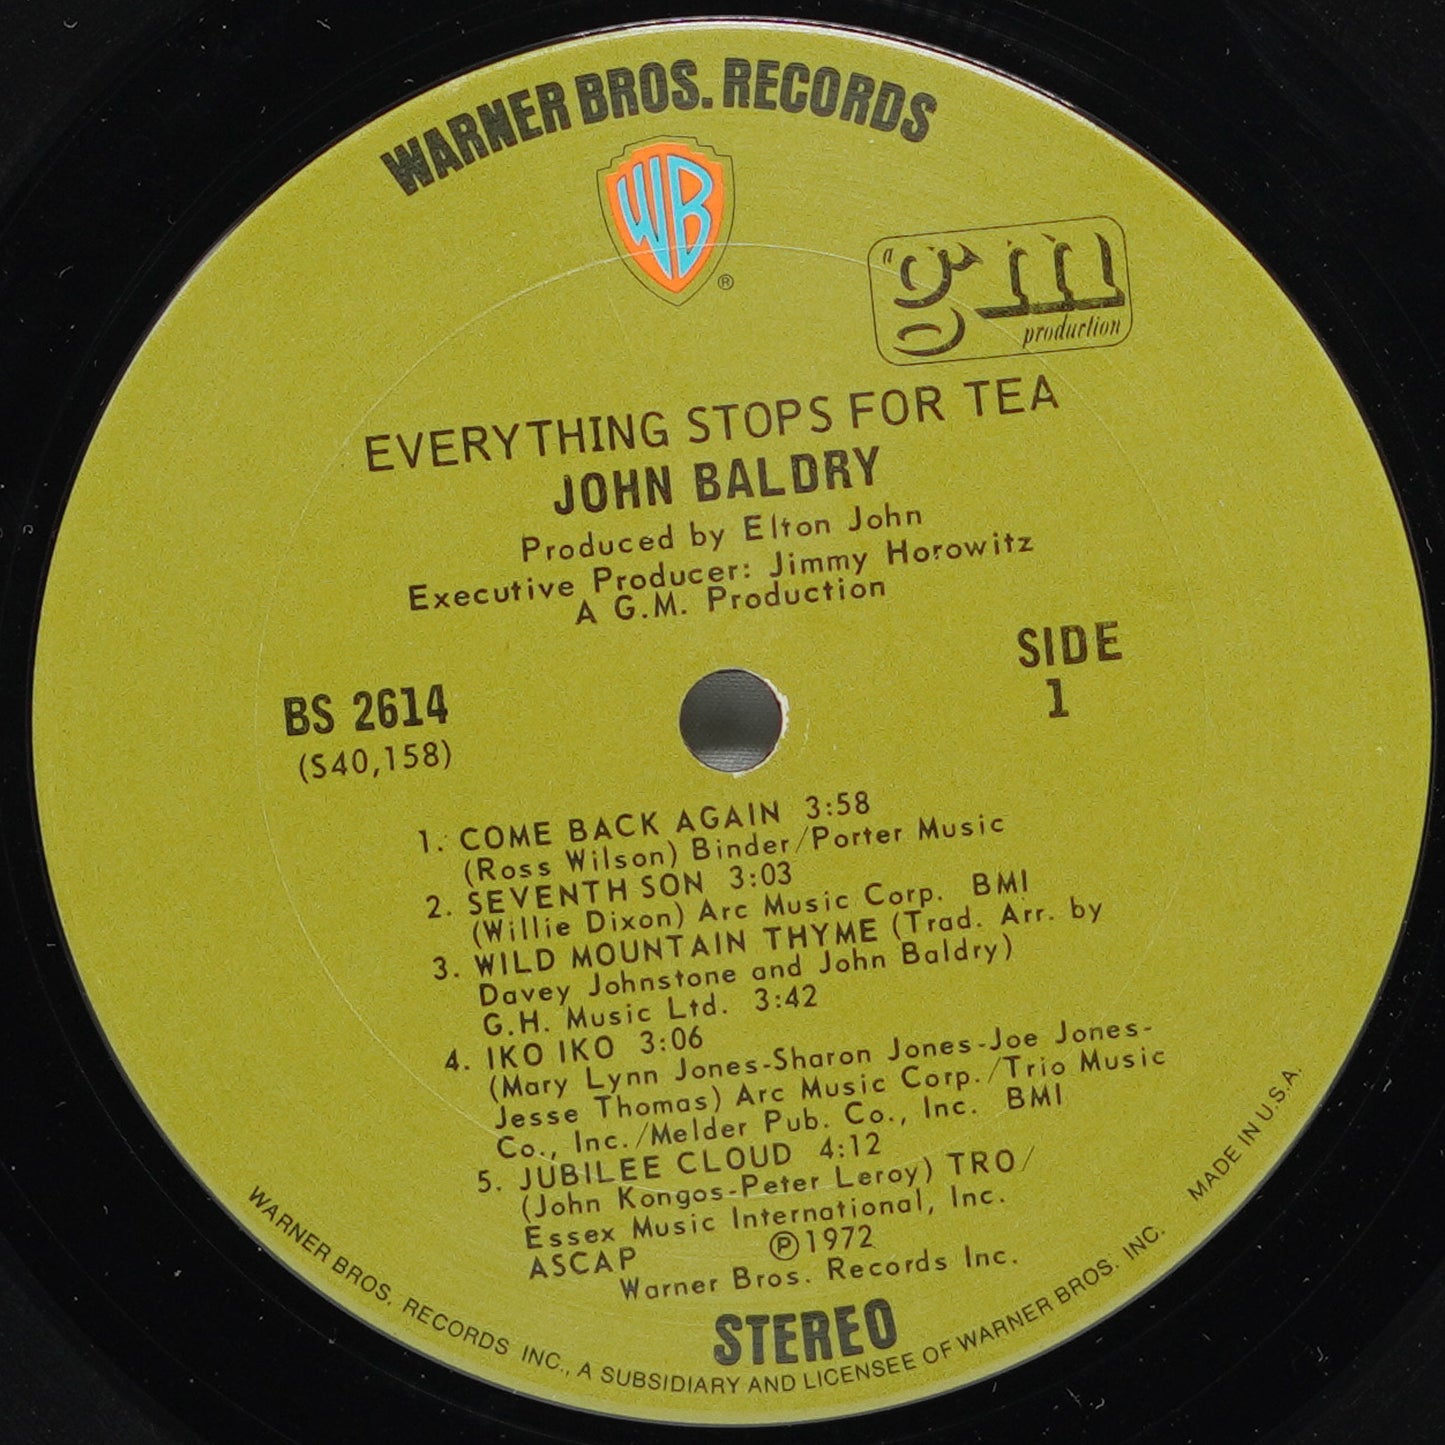 WARNER BROS. RECORDS
WB
®
a gm
production
EVERYTHING STOPS FOR TEA
JOHN BALDRY
Produced by Elton John
Executive Producer: Jimmy Horowitz
A G.M. Production
SIDE
1
BS 2614
(S40,158)
1. COME BACK AGAIN 3:58
(Ross Wilson) Binder/Porter Music
2. SEVENTH SON 3:03
(Willie Dixon) Arc Music Corp. BMI
3. WILD MOUNTAIN THYME (Trad. Arr. by
Davey Johnstone and John Baldry)
G.H. Music Ltd. 3:42
4. IKO IKO 3:06
(Mary Lynn Jones-Sharon Jones-Joe Jones-
Jesse Thomas) Arc Music Corp./Trio Music
Co., Inc./Melder Pub. Co., Inc. BMI
5. JUBILEE CLOUD 4:12
(John Kongos-Peter Leroy) TRO/
Essex Music International, Inc.
ASCAP ℗1972
Warner Bros. Records Inc.
STEREO
WARNER BROS. RECORDS INC., A SUBSIDIARY AND LICENSEE OF WARNER BROS. INC. MADE IN U.S.A.